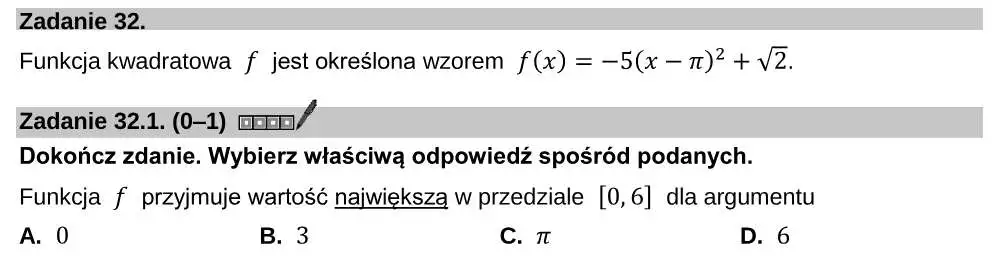 Zadanie 32.
Funkcja kwadratowa f jest określona wzorem f(x) = −5(x − π)² + √2.
Zadanie 32.1. (0–1)
Dokończ zdanie. Wybierz właściwą odpowiedź spośród podanych.
Funkcja f przyjmuje wartość największą w przedziale [0, 6] dla argumentu
A. 0 B. 3 C. π D. 6